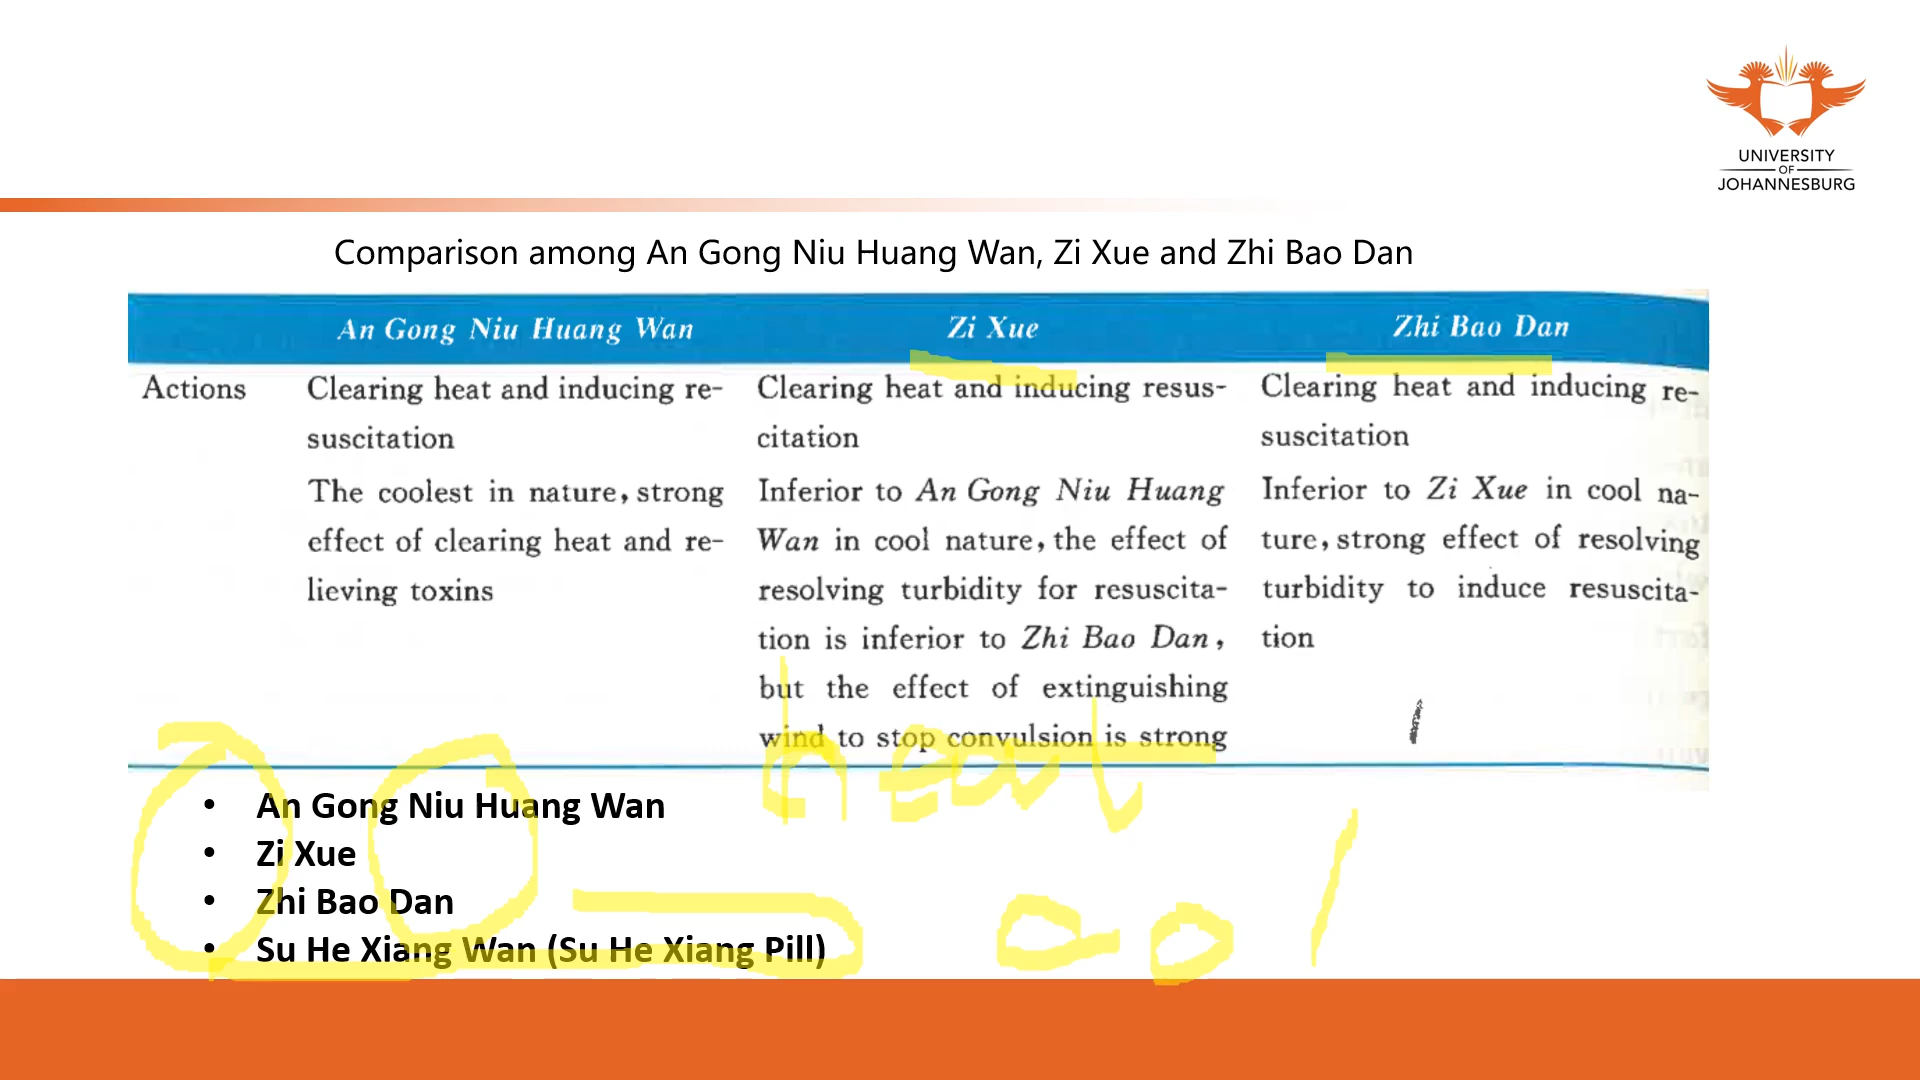 UNIVERSITY
OF
JOHANNESBURG
Comparison among An Gong Niu Huang Wan, Zi Xue and Zhi Bao Dan
An Gong Niu Huang Wan Zi Xue Zhi Bao Dan
Actions
Clearing heat and inducing re-
suscitation
The coolest in nature, strong
effect of clearing heat and re-
lieving toxins
Clearing heat and inducing resus-
citation
Inferior to An Gong Niu Huang
Wan in cool nature, the effect of
resolving turbidity for resuscita-
tion is inferior to Zhi Bao Dan,
but the effect of extinguishing
wind to stop convulsion is strong
Clearing heat and inducing re-
suscitation
Inferior to Zi Xue in cool na-
ture, strong effect of resolving
turbidity to induce resuscita-
tion
heat
• An Gong Niu Huang Wan
• Zi Xue
• Zhi Bao Dan
• Su He Xiang Wan (Su He Xiang Pill)